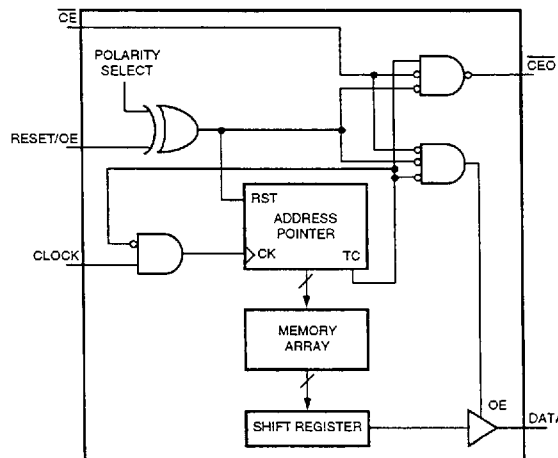 CE
CEO
POLARITY
SELECT
RESET/OE
RST
ADDRESS
POINTER
CLOCK
CK
TC
MEMORY
ARRAY
OE
SHIFT REGISTER
DATA